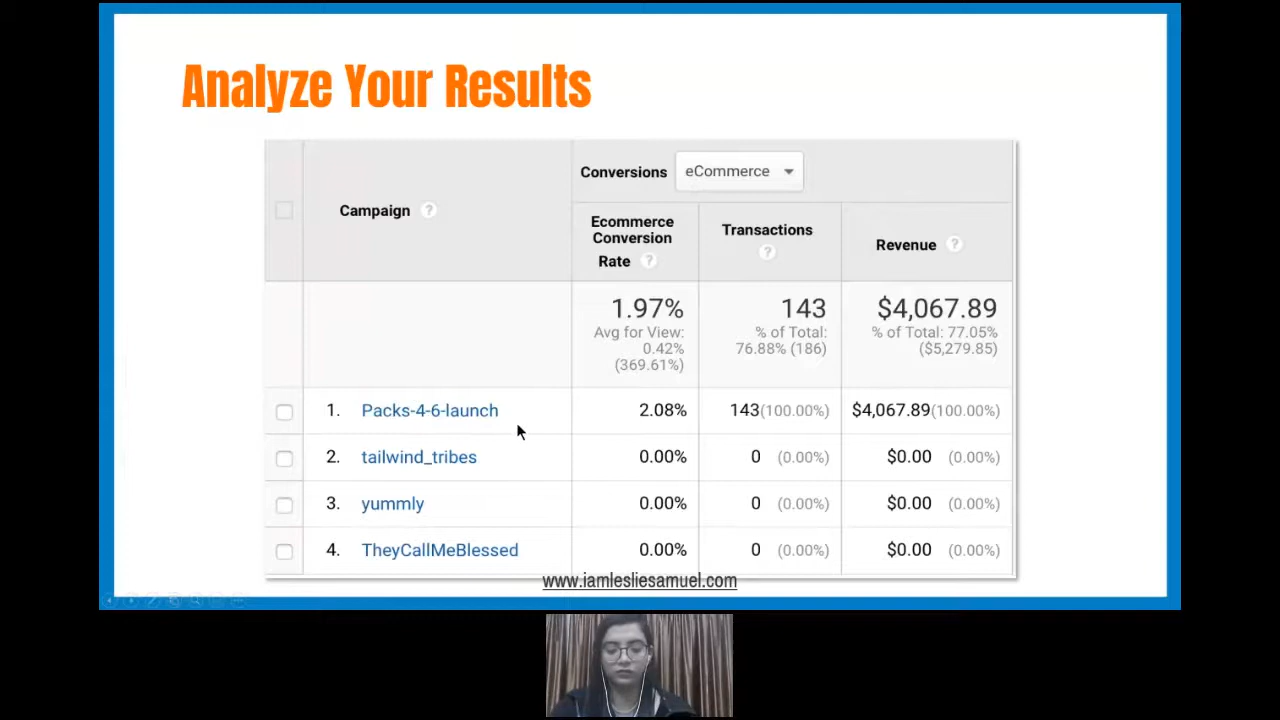 Analyze Your Results
Conversions eCommerce
Campaign ?
Ecommerce
Conversion
Rate ?
Transactions
?
Revenue ?
1.97%
Avg for View:
0.42%
(369.61%)
143
% of Total:
76.88% (186)
$4,067.89
% of Total: 77.05%
($5,279.85)
1. Packs-4-6-launch 2.08% 143(100.00%) $4,067.89(100.00%)
2. tailwind_tribes 0.00% 0 (0.00%) $0.00 (0.00%)
3. yummly 0.00% 0 (0.00%) $0.00 (0.00%)
4. TheyCallMeBlessed 0.00% 0 (0.00%) $0.00 (0.00%)
www.iamlesliesamuel.com